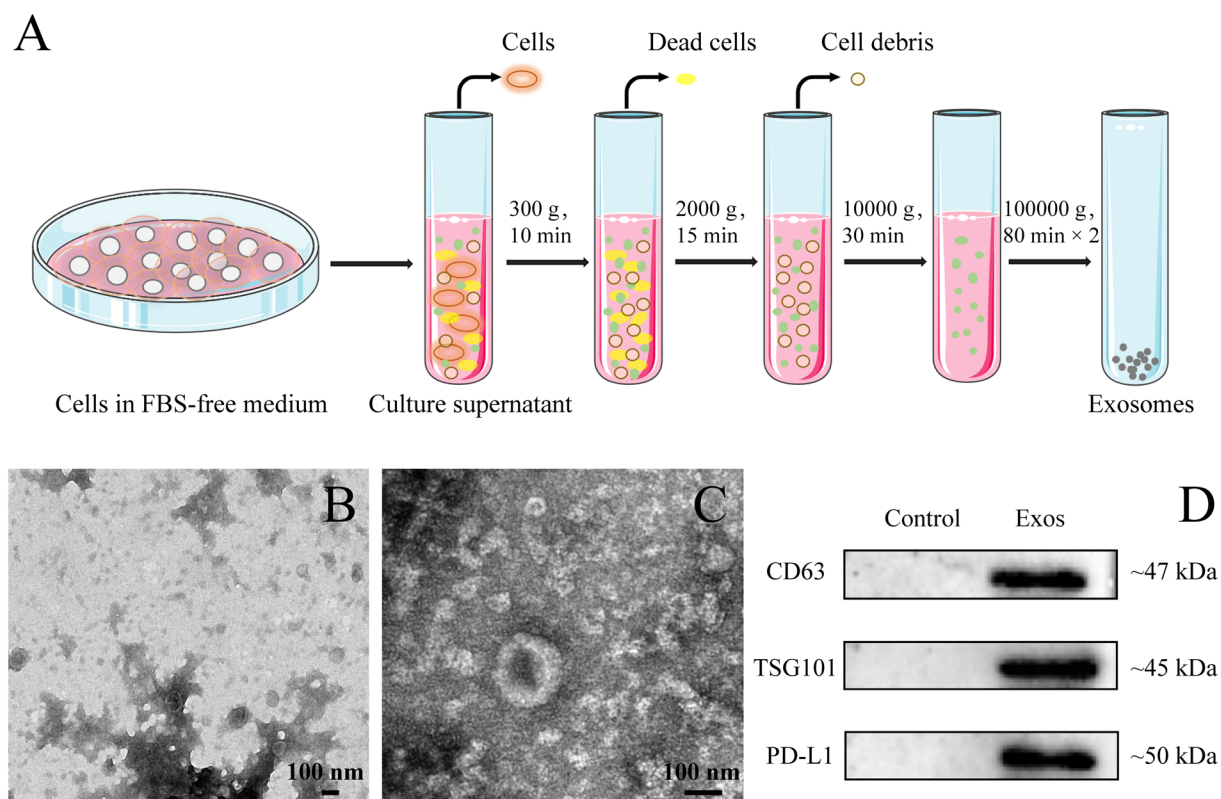 A
Cells
Dead cells
Cell debris
300 g,
10 min
2000 g,
15 min
10000 g,
30 min
100000 g,
80 min × 2
Cells in FBS-free medium
Culture supernatant
Exosomes
B
100 nm
C
100 nm
D
Control
Exos
CD63
~47 kDa
TSG101
~45 kDa
PD-L1
~50 kDa